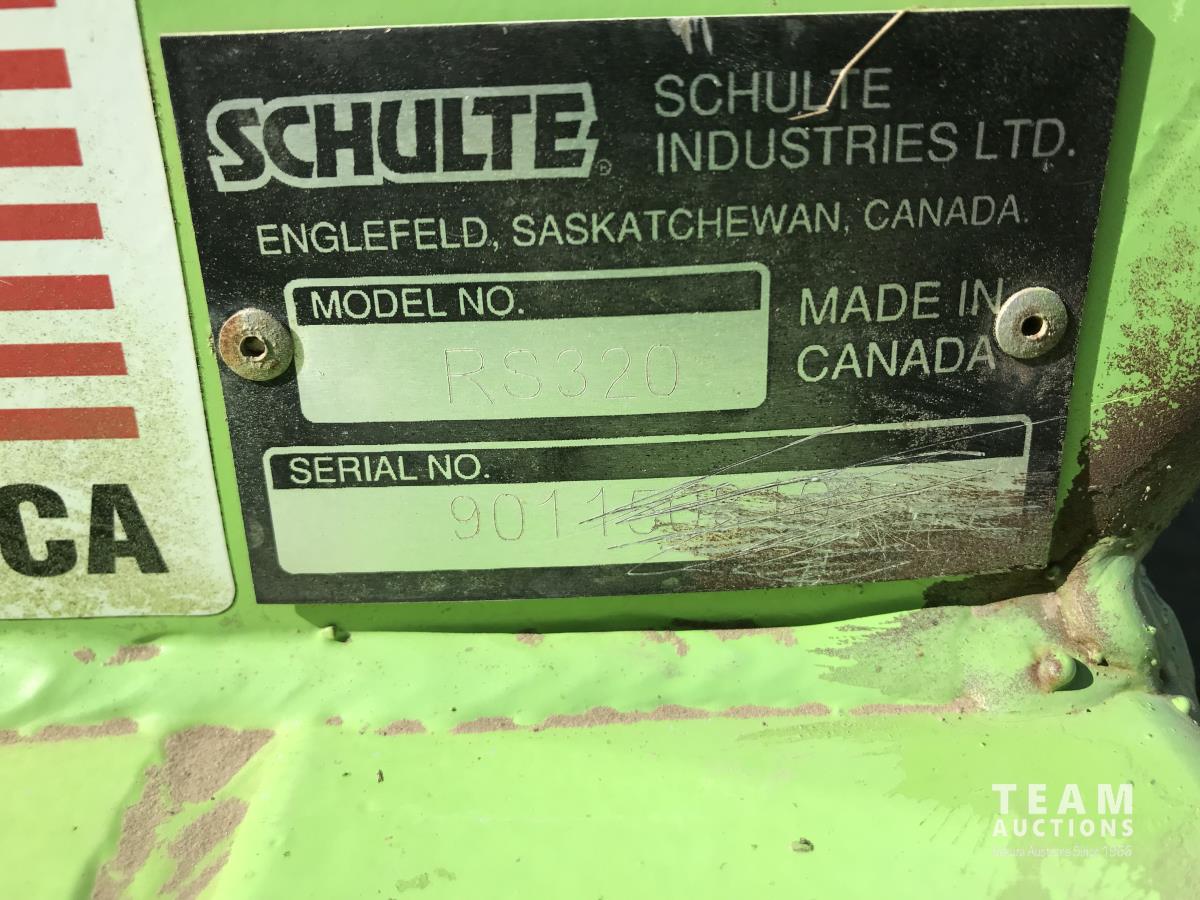 SCHULTE®
SCHULTE
INDUSTRIES LTD.
ENGLEFELD, SASKATCHEWAN, CANADA.
MODEL NO.
RS320
MADE IN
CANADA
SERIAL NO.
CA
TEAM
AUCTIONS